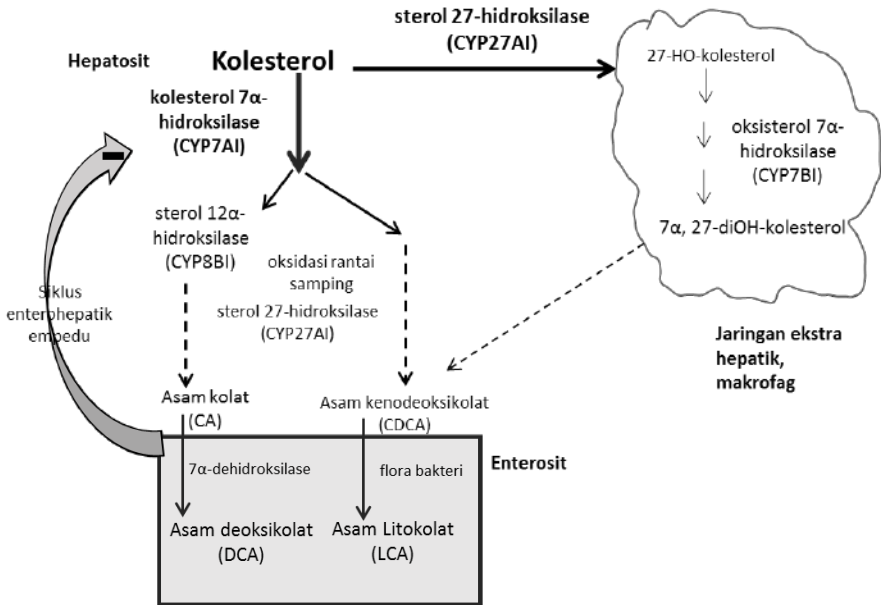 sterol 27-hidroksilase
(CYP27AI)
Hepatosit
Kolesterol
27-HO-kolesterol
kolesterol 7α-
hidroksilase
(CYP7AI)
oksisterol 7α-
hidroksilase
(CYP7BI)
sterol 12α-
hidroksilase
(CYP8BI)
7α, 27-diOH-kolesterol
oksidasi rantai
samping
sterol 27-hidroksilase
(CYP27AI)
Siklus
enterohepatik
empedu
Jaringan ekstra
hepatik,
makrofag
Asam kolat
(CA)
Asam kenodeoksikolat
(CDCA)
Enterosit
7α-dehidroksilase
flora bakteri
Asam deoksikolat
(DCA)
Asam Litokolat
(LCA)